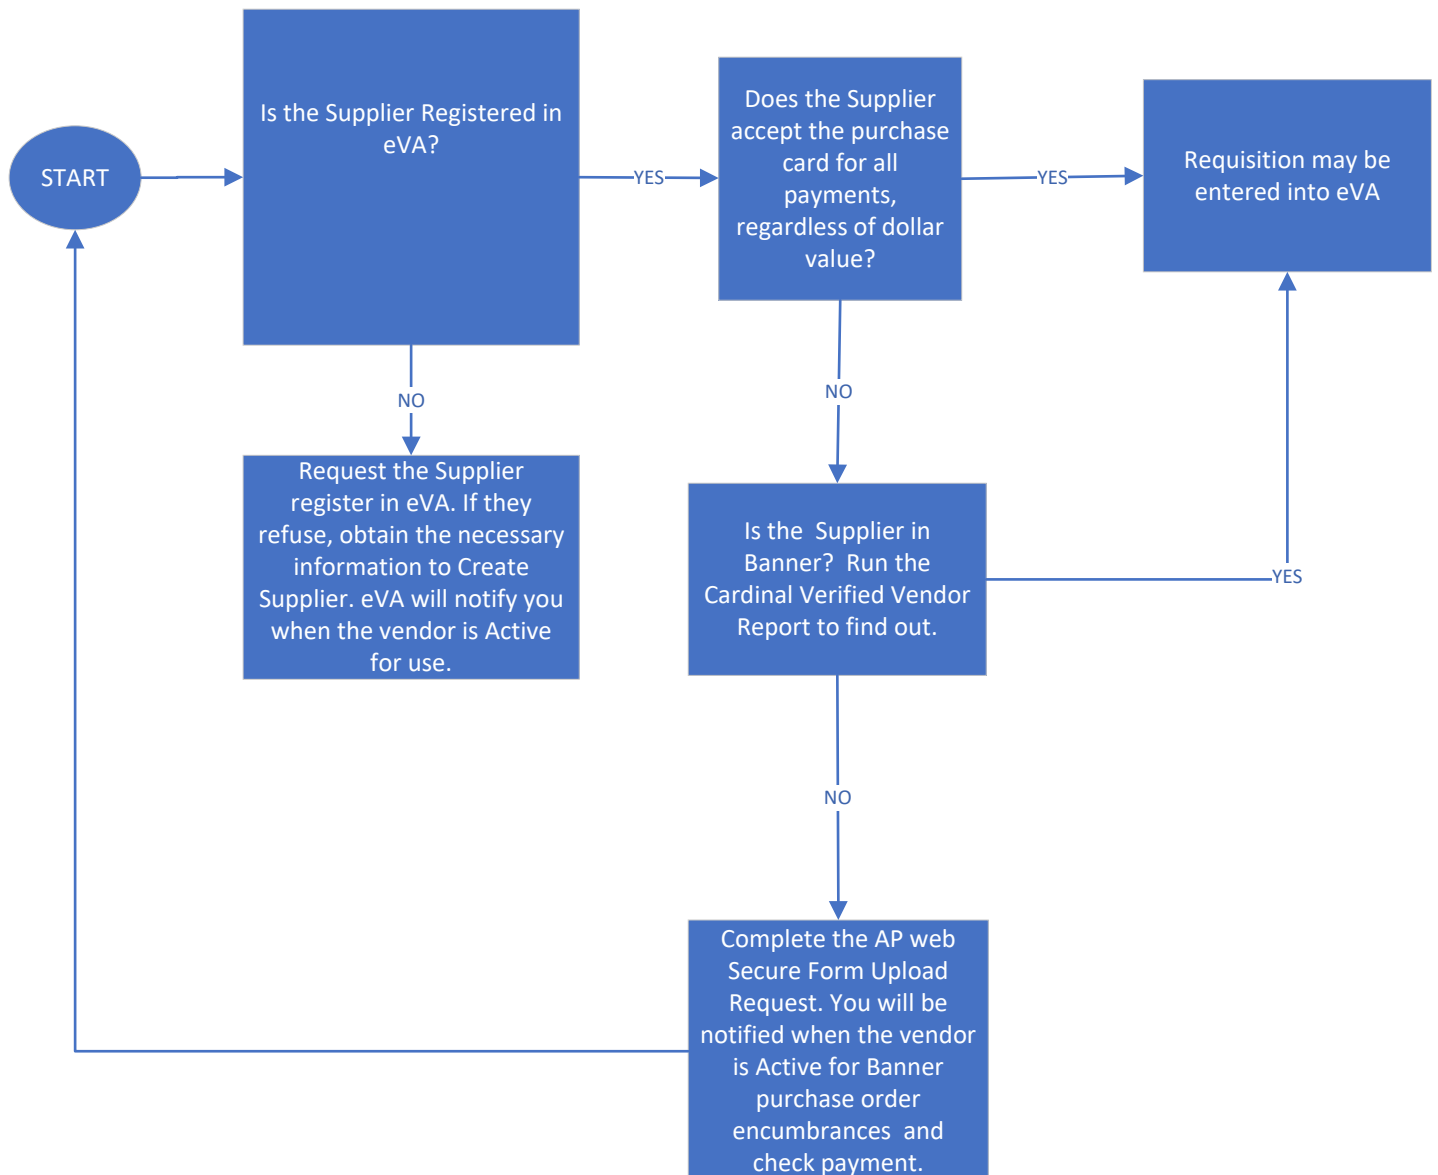 START
Is the Supplier Registered in
eVA?
YES
Does the Supplier
accept the purchase
card for all
payments,
regardless of dollar
value?
YES
Requisition may be
entered into eVA
NO
Request the Supplier
register in eVA. If they
refuse, obtain the necessary
information to Create
Supplier. eVA will notify you
when the vendor is Active
for use.
NO
Is the  Supplier in
Banner?  Run the
Cardinal Verified Vendor
Report to find out.
YES
NO
Complete the AP web
Secure Form Upload
Request. You will be
notified when the vendor
is Active for Banner
purchase order
encumbrances  and
check payment.